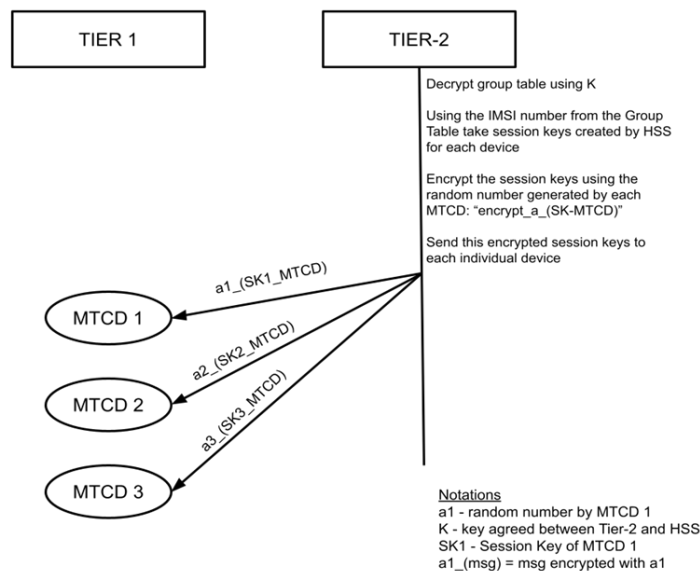 TIER 1
TIER-2
Decrypt group table using K
Using the IMSI number from the Group
Table take session keys created by HSS
for each device
Encrypt the session keys using the
random number generated by each
MTCD: “encrypt_a_(SK-MTCD)”
Send this encrypted session keys to
each individual device
a1_(SK1_MTCD)
MTCD 1
a2_(SK2_MTCD)
MTCD 2
a3_(SK3_MTCD)
MTCD 3
Notations
a1 - random number by MTCD 1
K - key agreed between Tier-2 and HSS
SK1 - Session Key of MTCD 1
a1_(msg) = msg encrypted with a1